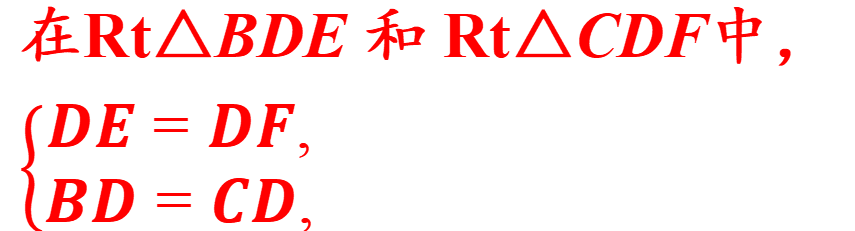 在Rt△BDE 和 Rt△CDF中，
{DE = DF,
BD = CD,